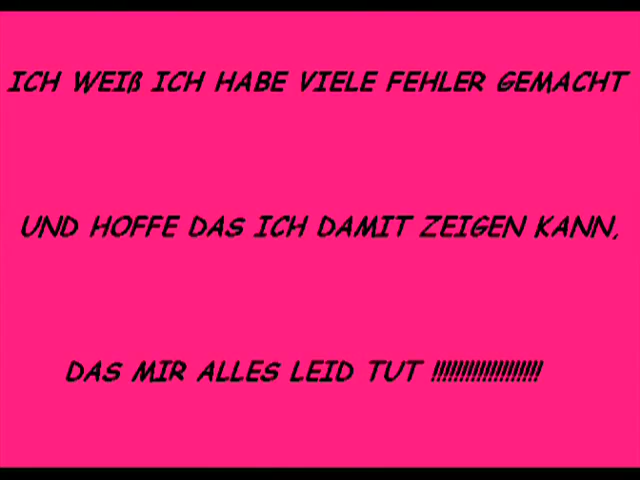 ICH WEIß ICH HABE VIELE FEHLER GEMACHT
UND HOFFE DAS ICH DAMIT ZEIGEN KANN,
DAS MIR ALLES LEID TUT !!!!!!!!!!!!!!!!!!!